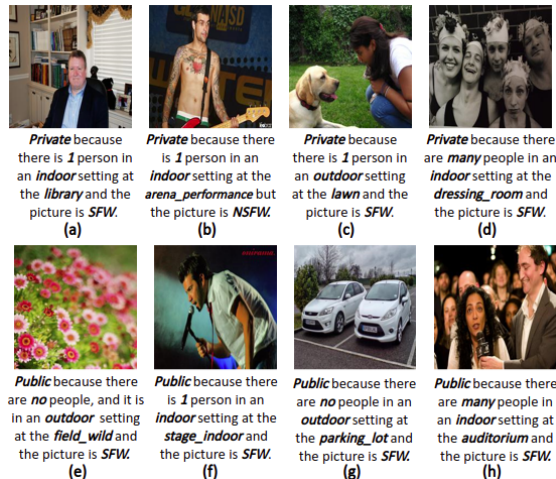 Private because
there is 1 person in
an indoor setting at
the library and the
picture is SFW.
(a)
Private because there
is 1 person in an
indoor setting at the
arena_performance but
the picture is NSFW.
(b)
Private because
there is 1 person in
an outdoor setting at
the lawn and the
picture is SFW.
(c)
Private because there
are many people in an
indoor setting at the
dressing_room and
the picture is SFW.
(d)
Public because there
are no people, and it is
in an outdoor setting
at the field_wild and
the picture is SFW.
(e)
Public because there
is 1 person in an
indoor setting at the
stage_indoor and
the picture is SFW.
(f)
Public because there
are no people in an
outdoor setting at
the parking_lot and
the picture is SFW.
(g)
Public because there
are many people in
an indoor setting at
the auditorium and
the picture is SFW.
(h)